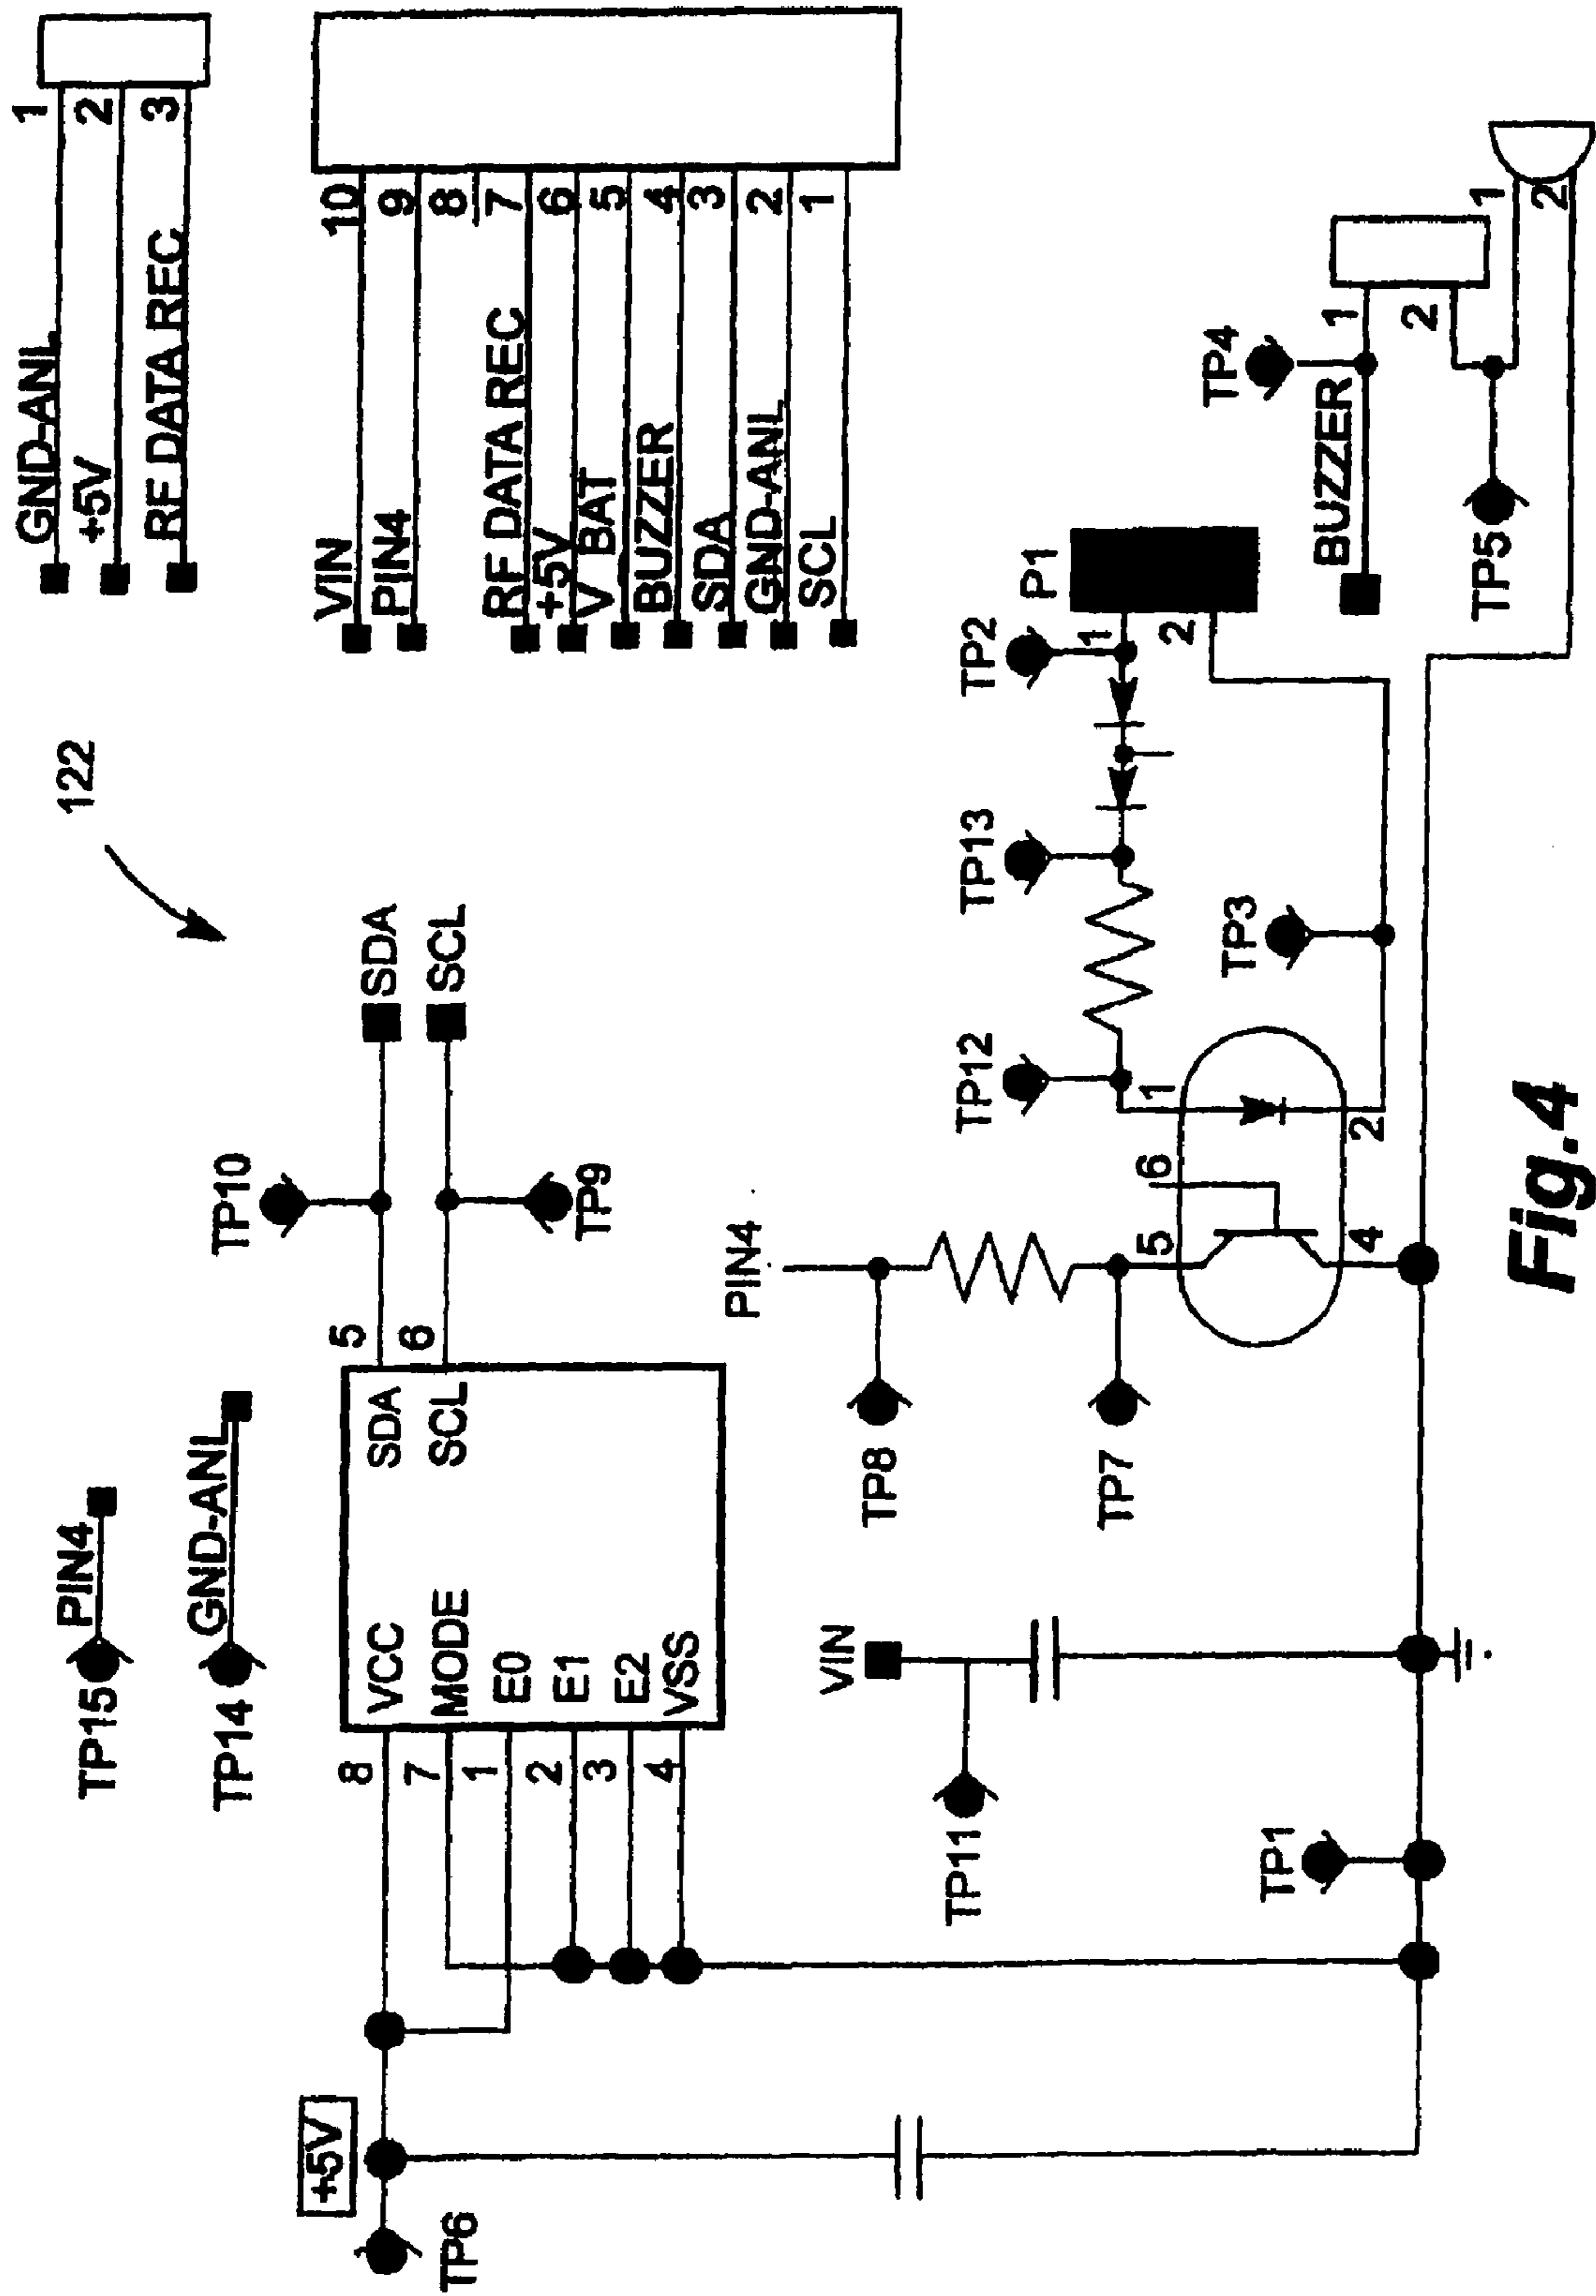 122
TP15 PIN4
TP14 GND-ANL
GND-ANL 1
+5V 2
RF DATA REC 3
VIN 10
PIN4 9
8
RF DATA REC 7
+5V 6
V BAT 5
BUZZER 4
SDA 3
GND-ANL 2
SCL 1
+5V
TP6
8 VCC
7 MODE
1 E0
2 E1
3 E2
4 VSS
SDA 5
SCL 6
TP10
TP9
SDA
SCL
PIN4
TP8
TP7
VIN
TP11
TP1
5
6
4
1
2
TP12
TP13
TP2
TP3
1
2
P1
TP4
BUZZER
1
2
TP5
1
2
Fig.4